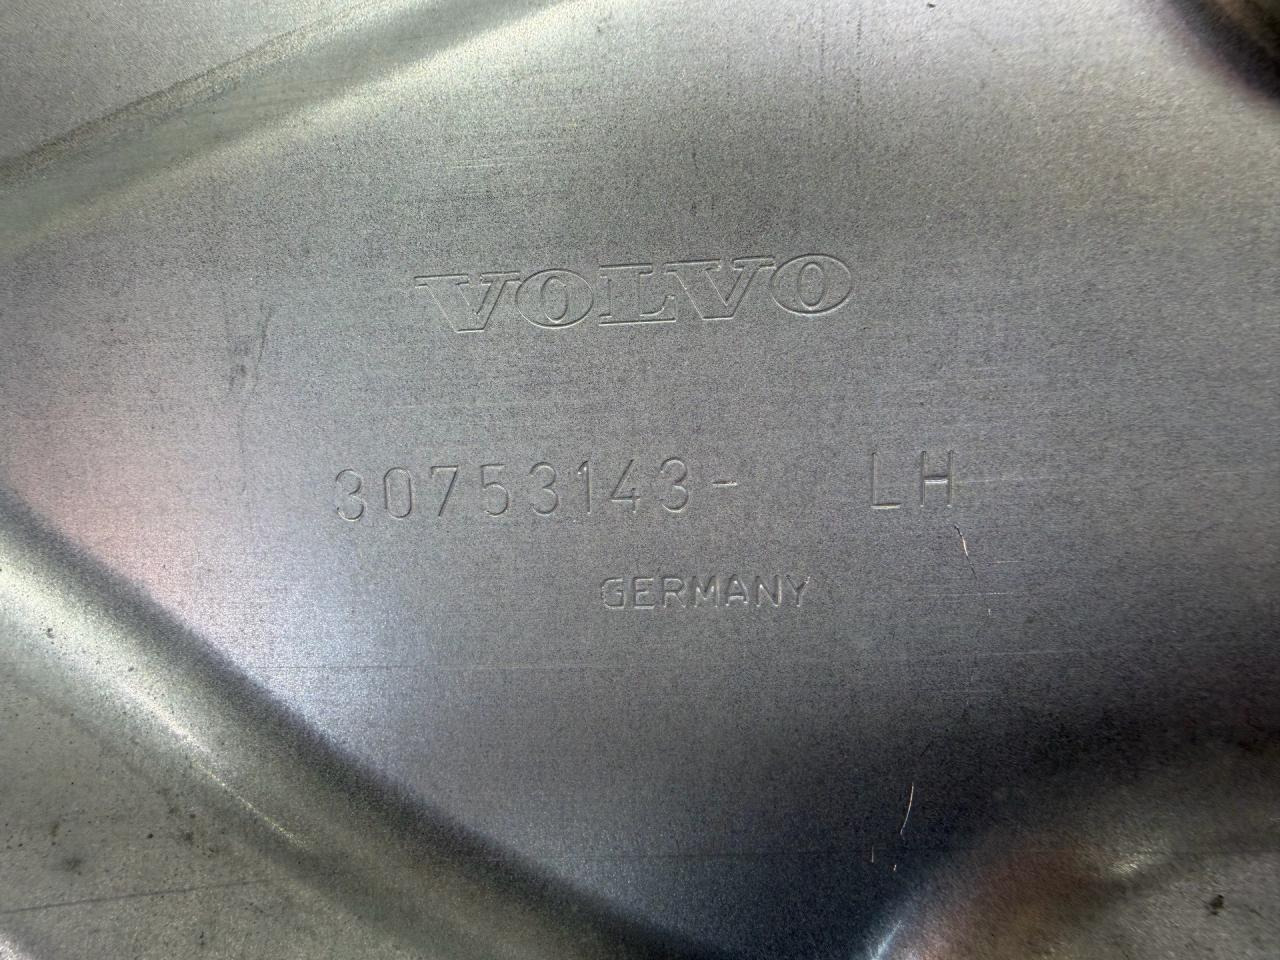 VOLVO
30753143- LH
GERMANY